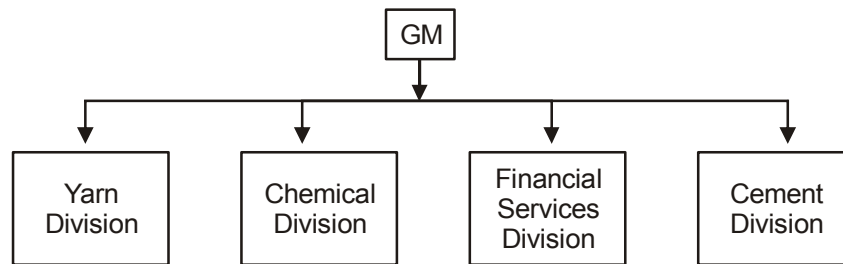 GM
Yarn
Division
Chemical
Division
Financial
Services
Division
Cement
Division